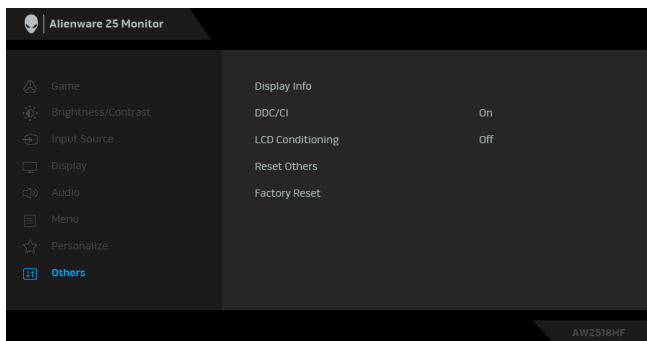 Alienware 25 Monitor
Game
Brightness/Contrast
Input Source
Display
Audio
Menu
Personalize
Others
Display Info
DDC/CI On
LCD Conditioning Off
Reset Others
Factory Reset
AW2518HF